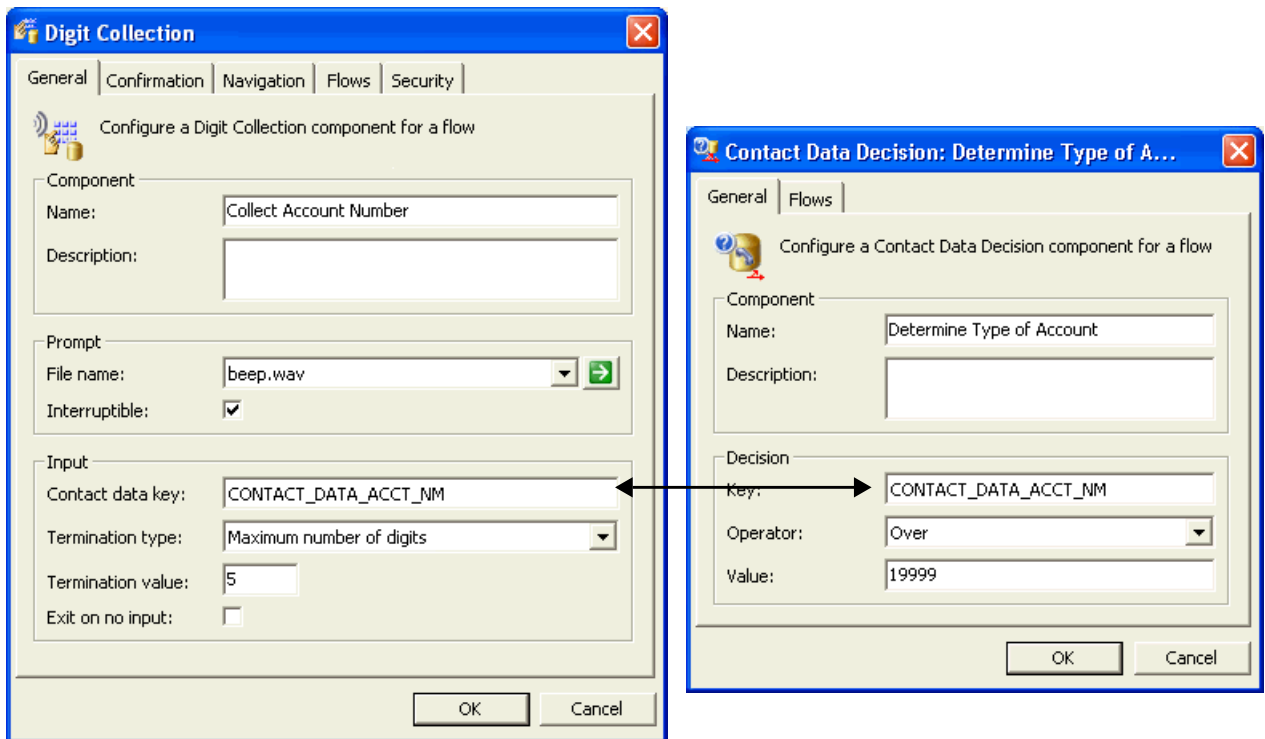 Digit Collection
General Confirmation Navigation Flows Security
Configure a Digit Collection component for a flow
Component
Name: Collect Account Number
Description:
Prompt
File name: beep.wav
Interruptible:
Input
Contact data key: CONTACT_DATA_ACCT_NM
Termination type: Maximum number of digits
Termination value: 5
Exit on no input:
OK Cancel
Contact Data Decision: Determine Type of A...
General Flows
Configure a Contact Data Decision component for a flow
Component
Name: Determine Type of Account
Description:
Decision
Key: CONTACT_DATA_ACCT_NM
Operator: Over
Value: 19999
OK Cancel